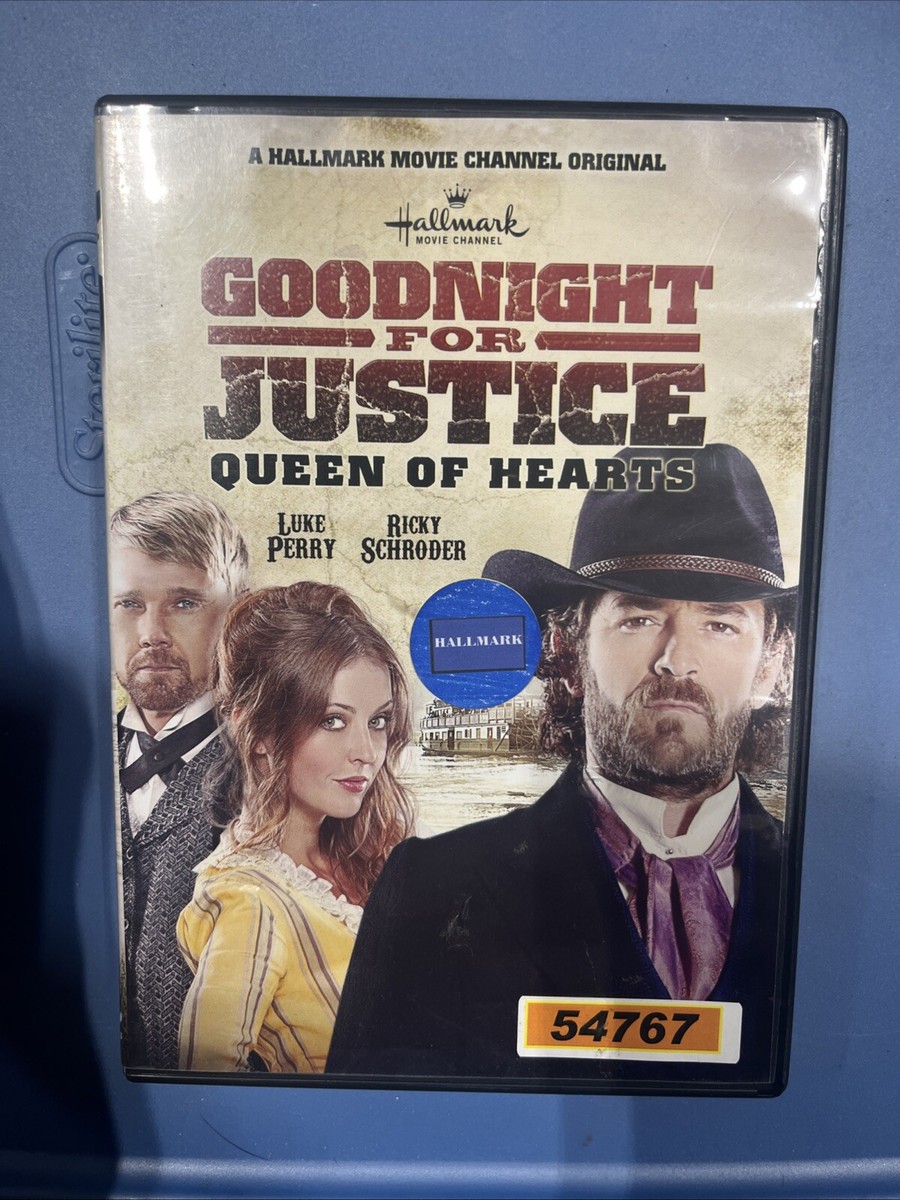 A HALLMARK MOVIE CHANNEL ORIGINAL
Hallmark
MOVIE CHANNEL
GOODNIGHT
FOR
JUSTICE
QUEEN OF HEARTS
LUKE PERRY
RICKY SCHRODER
HALLMARK
54767
Sterilite